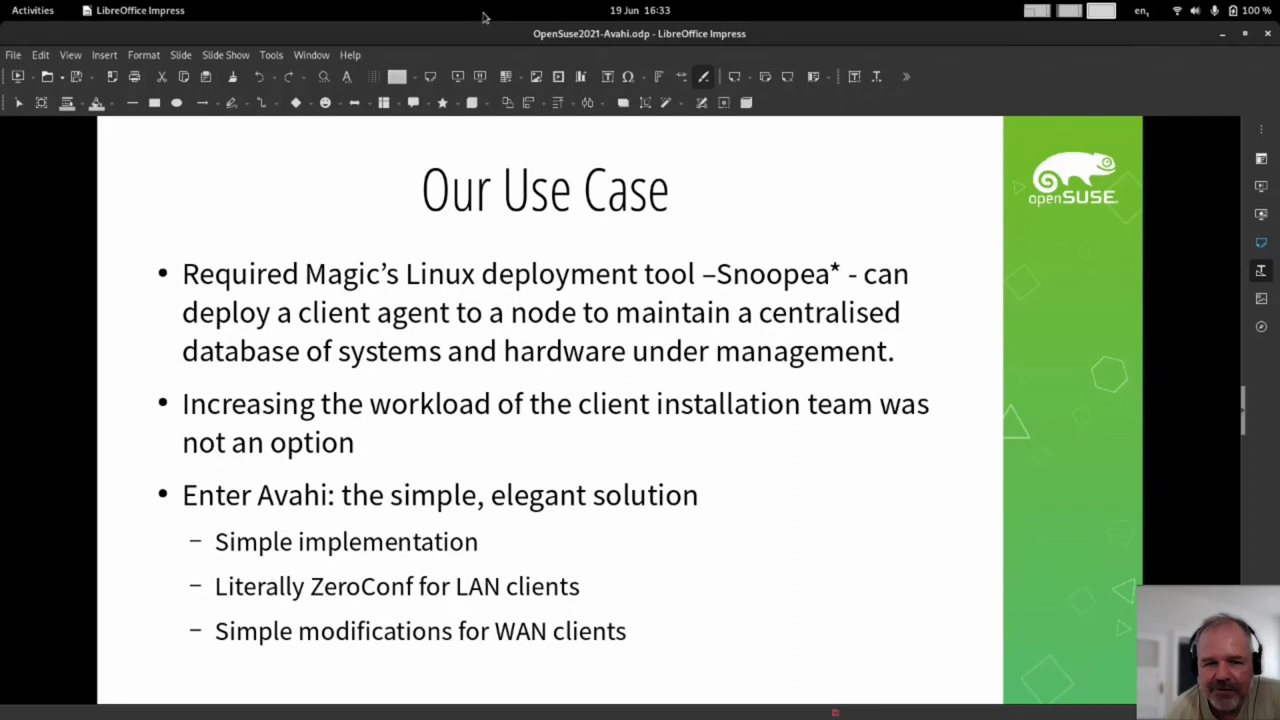 Activities LibreOffice Impress 19 Jun 16:33 en, 100 %
OpenSuse2021-Avahi.odp - LibreOffice Impress
File Edit View Insert Format Slide Slide Show Tools Window Help
Our Use Case
openSUSE
• Required Magic’s Linux deployment tool –Snoopea* - can
deploy a client agent to a node to maintain a centralised
database of systems and hardware under management.
• Increasing the workload of the client installation team was
not an option
• Enter Avahi: the simple, elegant solution
– Simple implementation
– Literally ZeroConf for LAN clients
– Simple modifications for WAN clients